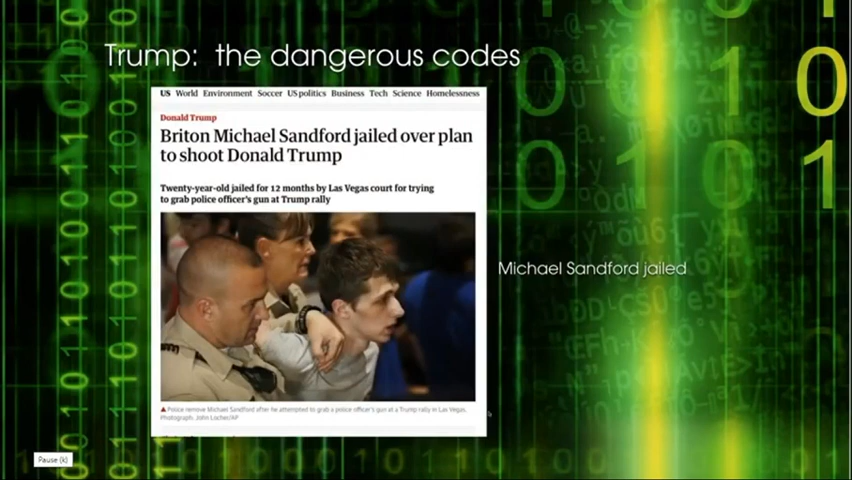 Trump: the dangerous codes
US World Environment Soccer US politics Business Tech Science Homelessness
Donald Trump
Briton Michael Sandford jailed over plan
to shoot Donald Trump
Twenty-year-old jailed for 12 months by Las Vegas court for trying
to grab police officer's gun at Trump rally
Michael Sandford jailed
▲ Police remove Michael Sandford after he attempted to grab a police officer's gun at a Trump rally in Las Vegas.
Photograph: John Locher/AP
Pause (k)